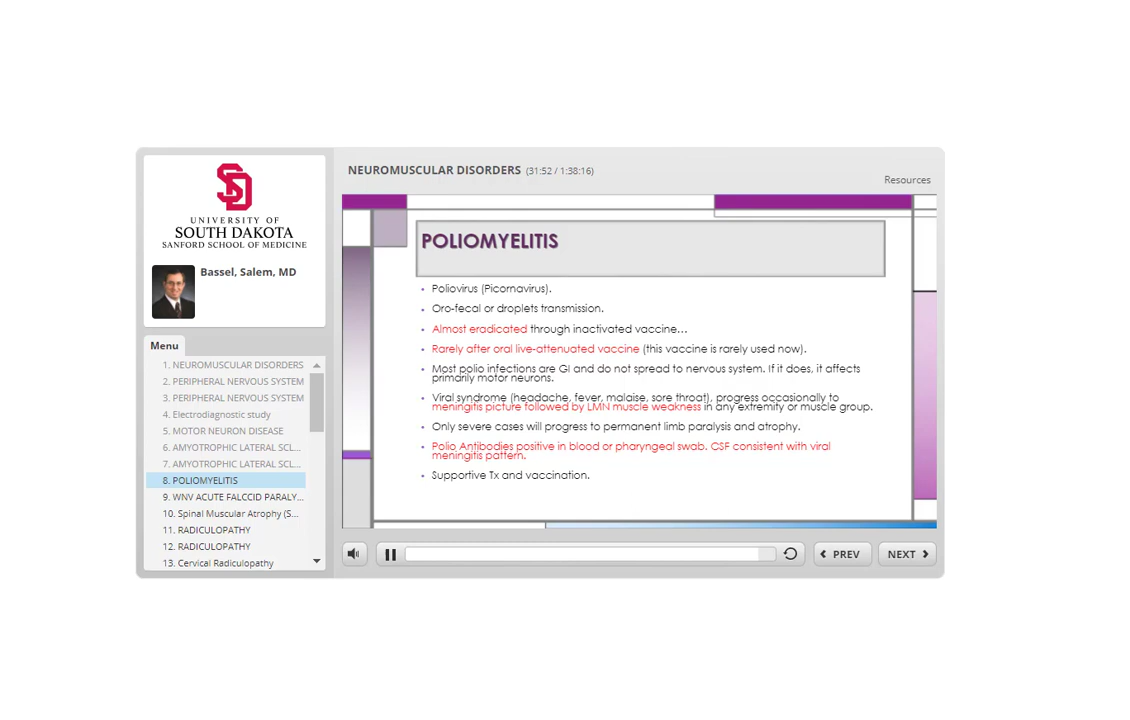 UNIVERSITY OF
SOUTH DAKOTA
SANFORD SCHOOL OF MEDICINE
Bassel, Salem, MD
Menu
1. NEUROMUSCULAR DISORDERS
2. PERIPHERAL NERVOUS SYSTEM
3. PERIPHERAL NERVOUS SYSTEM
4. Electrodiagnostic study
5. MOTOR NEURON DISEASE
6. AMYOTROPHIC LATERAL SCL...
7. AMYOTROPHIC LATERAL SCL...
8. POLIOMYELITIS
9. WNV ACUTE FALCCID PARALY...
10. Spinal Muscular Atrophy (S...
11. RADICULOPATHY
12. RADICULOPATHY
13. Cervical Radiculopathy
NEUROMUSCULAR DISORDERS (31:52 / 1:38:16)
Resources
POLIOMYELITIS
• Poliovirus (Picornavirus).
• Oro-fecal or droplets transmission.
• Almost eradicated through inactivated vaccine…
• Rarely after oral live-attenuated vaccine (this vaccine is rarely used now).
• Most polio infections are GI and do not spread to nervous system. If it does, it affects
primarily motor neurons.
• Viral syndrome (headache, fever, malaise, sore throat), progress occasionally to
meningitis picture followed by LMN muscle weakness in any extremity or muscle group.
• Only severe cases will progress to permanent limb paralysis and atrophy.
• Polio Antibodies positive in blood or pharyngeal swab. CSF consistent with viral
meningitis pattern.
• Supportive Tx and vaccination.
PREV
NEXT